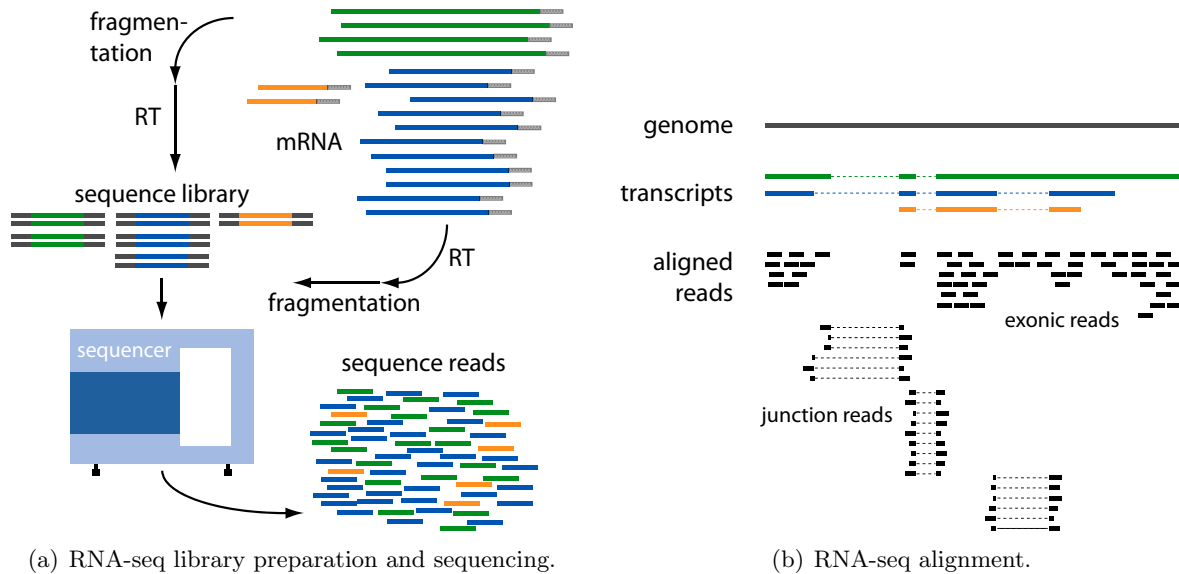 fragmen-
tation
RT
mRNA
sequence library
RT
fragmentation
sequencer
sequence reads
(a) RNA-seq library preparation and sequencing.
genome
transcripts
aligned
reads
exonic reads
junction reads
(b) RNA-seq alignment.